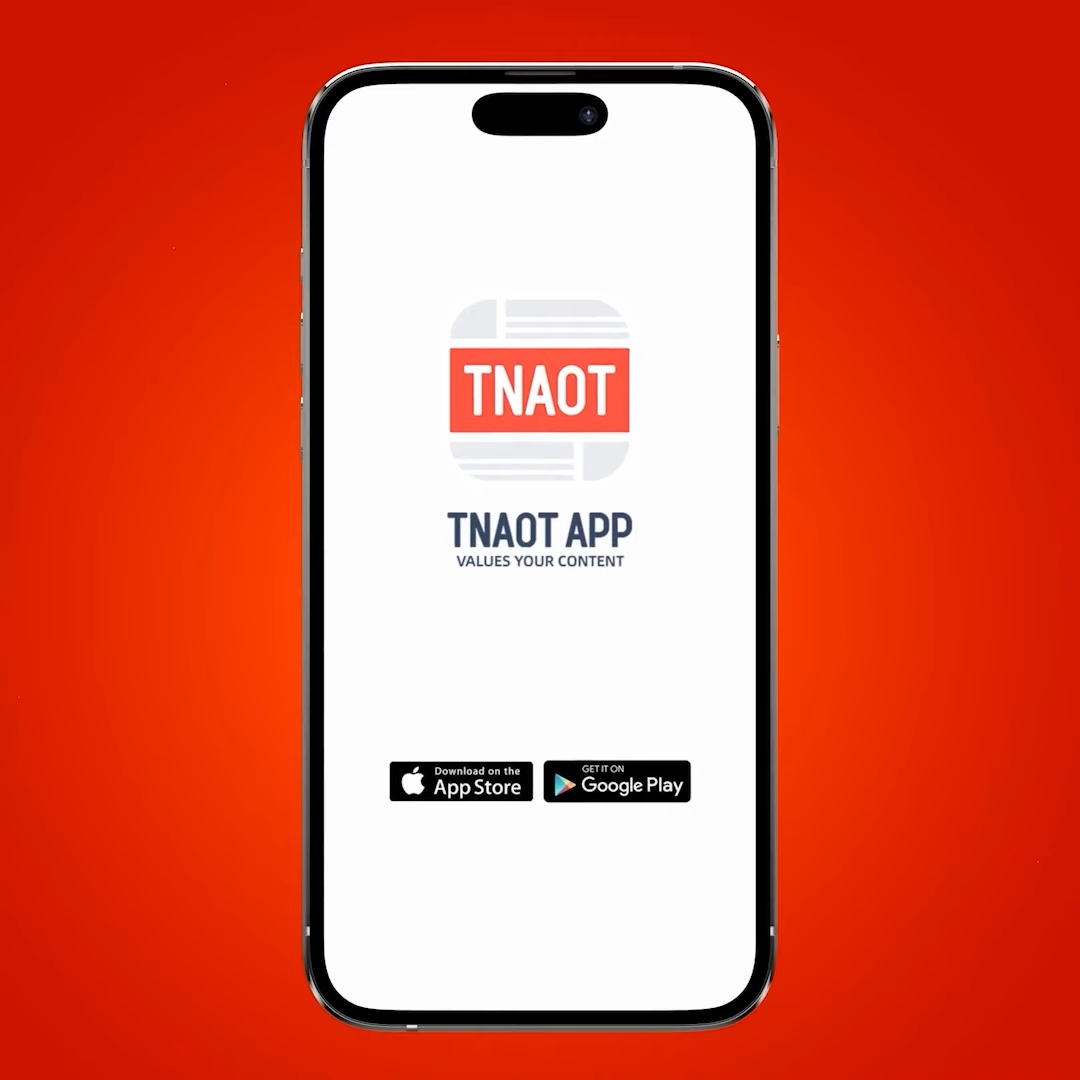 TNAOT
TNAOT APP
VALUES YOUR CONTENT
Download on the
App Store
GET IT ON
Google Play